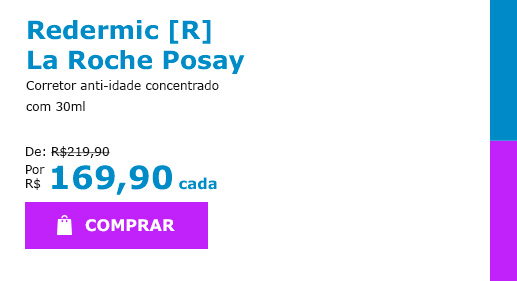 Redermic [R]
La Roche Posay
Corretor anti-idade concentrado
com 30ml
De: R$219,90
Por
R$ 169,90 cada
COMPRAR